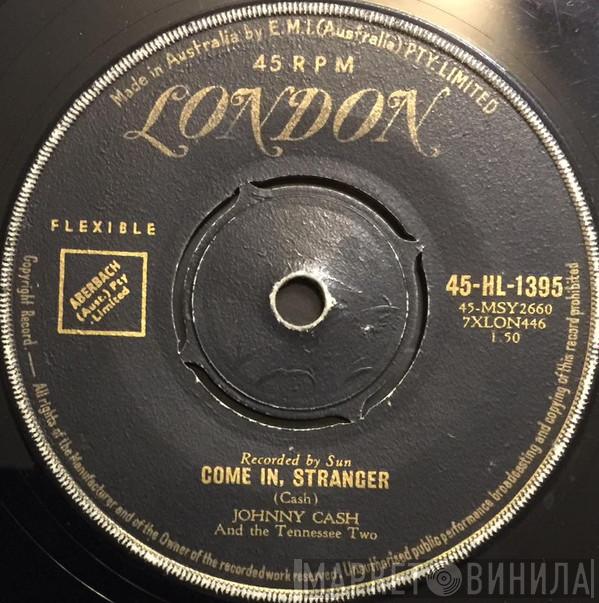 Made in Australia by E.M.I.(Australia) PTY. LIMITED
45 RPM
LONDON
FLEXIBLE
ABERBACH
(Aust.) Pty
Limited
45-HL-1395
45-MSY2660
7XLON446
1.50
Recorded by Sun
COME IN, STRANGER
(Cash)
JOHNNY CASH
And the Tennessee Two
Copyright Record — All rights of the Manufacturer and of the Owner of the recorded work reserved. Unauthorised public performance broadcasting and copying of this record prohibited
МАРКЕТ ВИНИЛА